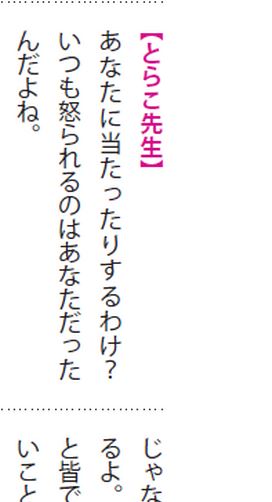 【とらこ先生】
あなたに当たったりするわけ？
いつも怒られるのはあなただった
んだよね。
じゃな
るよ。
と皆で
いこと